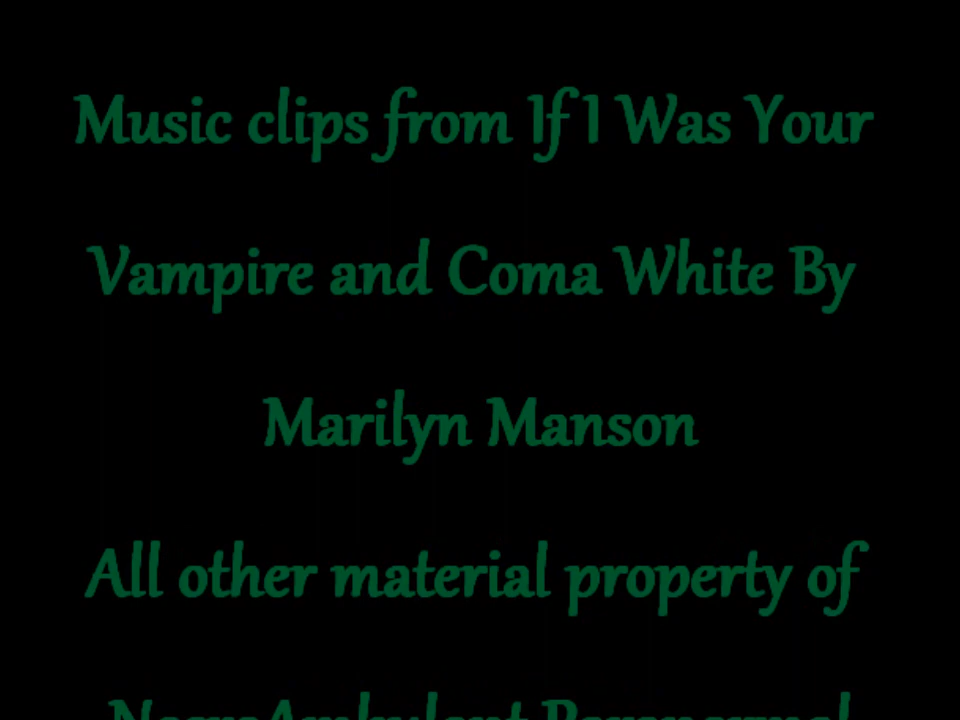 Music clips from If I Was Your
Vampire and Coma White By
Marilyn Manson
All other material property of